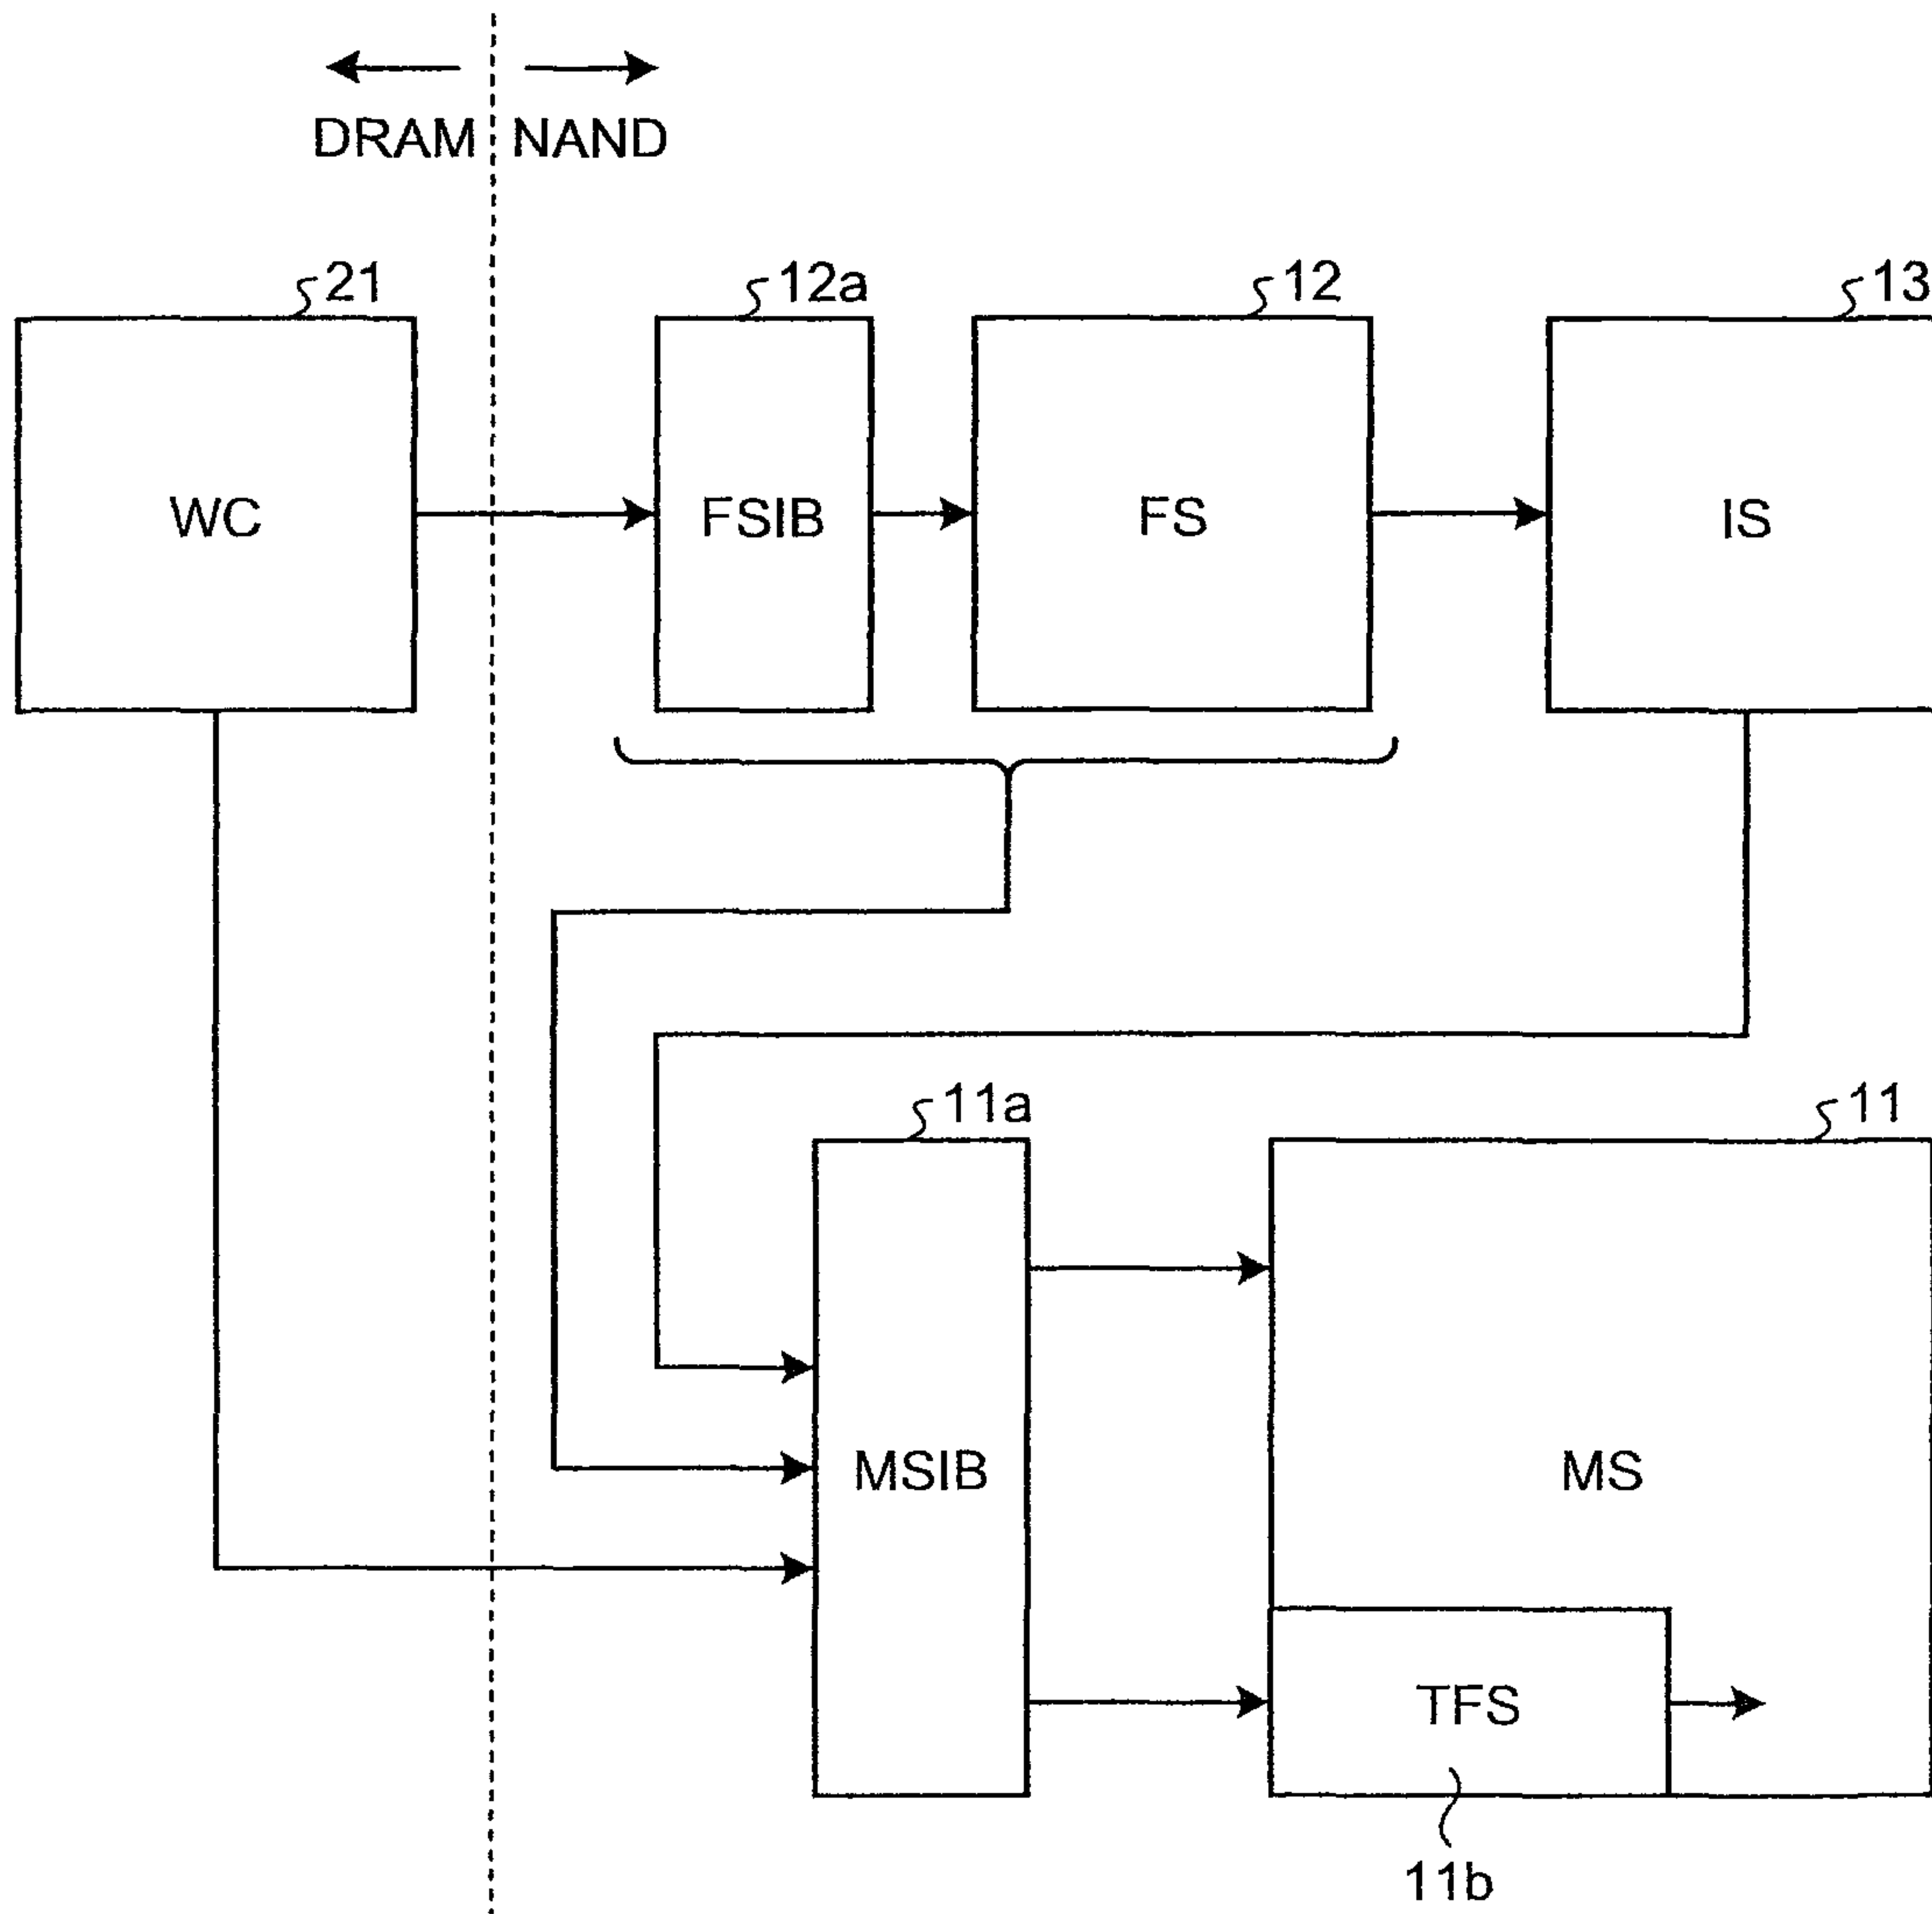 DRAM NAND
21
12a
12
13
WC
FSIB
FS
IS
11a
11
MSIB
MS
TFS
11b